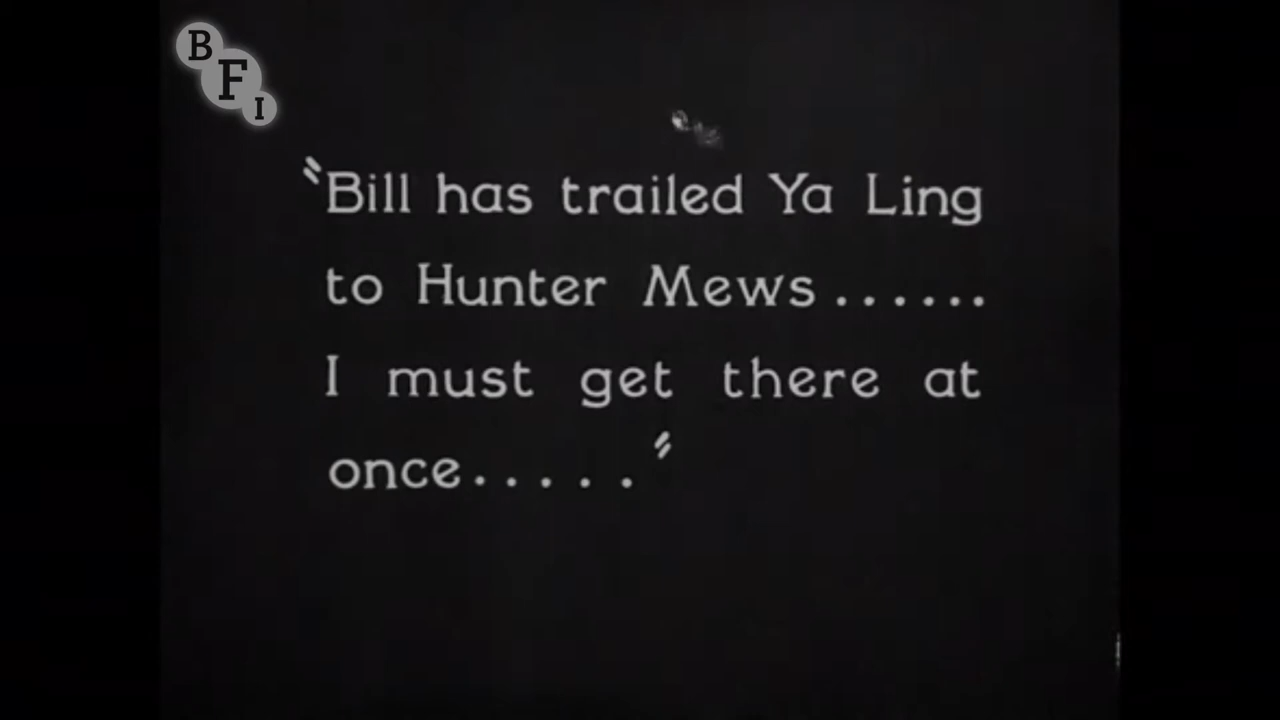 BFI
"Bill has trailed Ya Ling
to Hunter Mews......
I must get there at
once....."